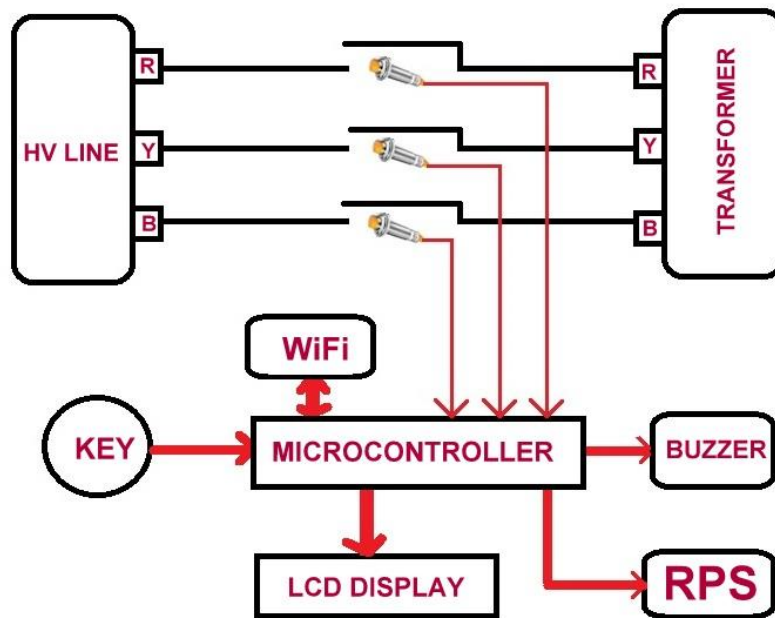 HV LINE
R
Y
B
R
Y
B
TRANSFORMER
WiFi
KEY
MICROCONTROLLER
BUZZER
LCD DISPLAY
RPS